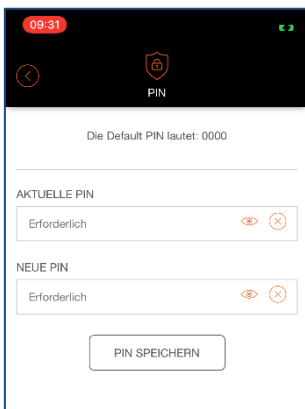 09:31
PIN
Die Default PIN lautet: 0000
AKTUELLE PIN
Erforderlich
NEUE PIN
Erforderlich
PIN SPEICHERN